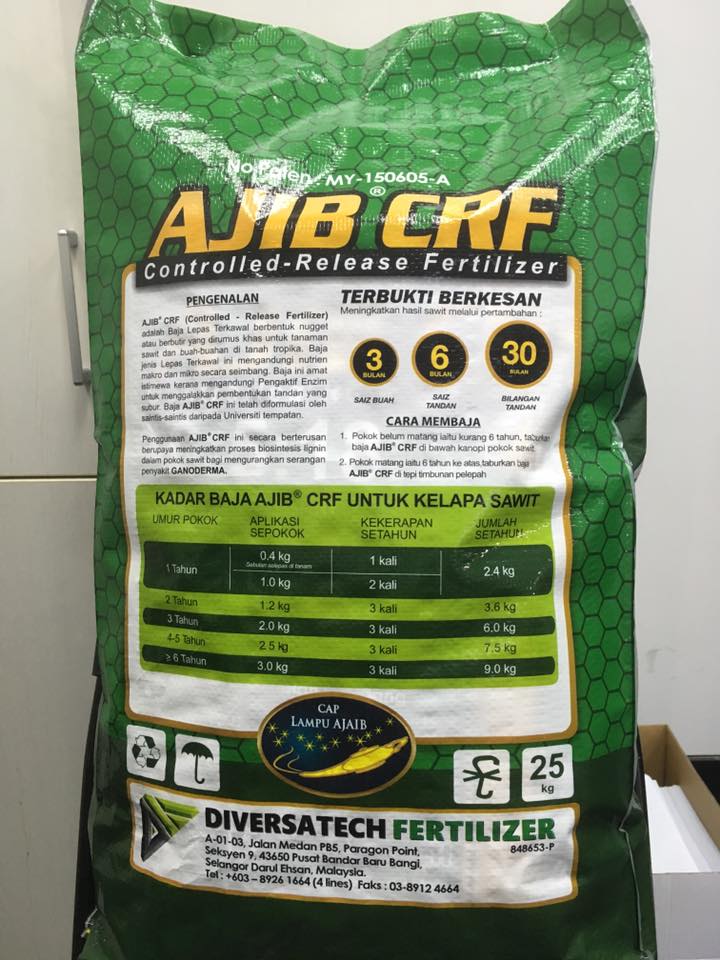 No Paten : MY-150605-A
AJIB® CRF
Controlled-Release Fertilizer
PENGENALAN
AJIB® CRF (Controlled - Release Fertilizer)
adalah Baja Lepas Terkawal berbentuk nugget
atau berbutir yang dirumus khas untuk tanaman
sawit dan buah-buahan di tanah tropika. Baja
jenis Lepas Terkawal ini mengandungi nutrien
makro dan mikro secara seimbang. Baja ini amat
istimewa kerana mengandungi Pengaktif Enzim
untuk menggalakkan pembentukan tandan yang
subur. Baja AJIB® CRF ini telah diformulasi oleh
saintis-saintis daripada Universiti tempatan.
Penggunaan AJIB® CRF ini secara berterusan
berupaya meningkatkan proses biosintesis lignin
dalam pokok sawit bagi mengurangkan serangan
penyakit GANODERMA.
TERBUKTI BERKESAN
Meningkatkan hasil sawit melalui pertambahan :
3 BULAN
SAIZ BUAH
6 BULAN
SAIZ TANDAN
30 BULAN
BILANGAN TANDAN
CARA MEMBAJA
1. Pokok belum matang iaitu kurang 6 tahun, taburkan
baja AJIB® CRF di bawah kanopi pokok sawit.
2. Pokok matang iaitu 6 tahun ke atas,taburkan baja
AJIB® CRF di tepi timbunan pelepah
KADAR BAJA AJIB® CRF UNTUK KELAPA SAWIT
UMUR POKOK APLIKASI SEPOKOK KEKERAPAN SETAHUN JUMLAH SETAHUN
1 Tahun 0.4 kg Sebulan selepas di tanam 1 kali 2.4 kg
1.0 kg 2 kali
2 Tahun 1.2 kg 3 kali 3.6 kg
3 Tahun 2.0 kg 3 kali 6.0 kg
4-5 Tahun 2.5 kg 3 kali 7.5 kg
≥ 6 Tahun 3.0 kg 3 kali 9.0 kg
CAP
LAMPU AJAIB
25
kg
DIVERSATECH FERTILIZER
848653-P
A-01-03, Jalan Medan PB5, Paragon Point,
Seksyen 9, 43650 Pusat Bandar Baru Bangi,
Selangor Darul Ehsan, Malaysia.
Tel : +603 – 8926 1664 (4 lines) Faks : 03-8912 4664